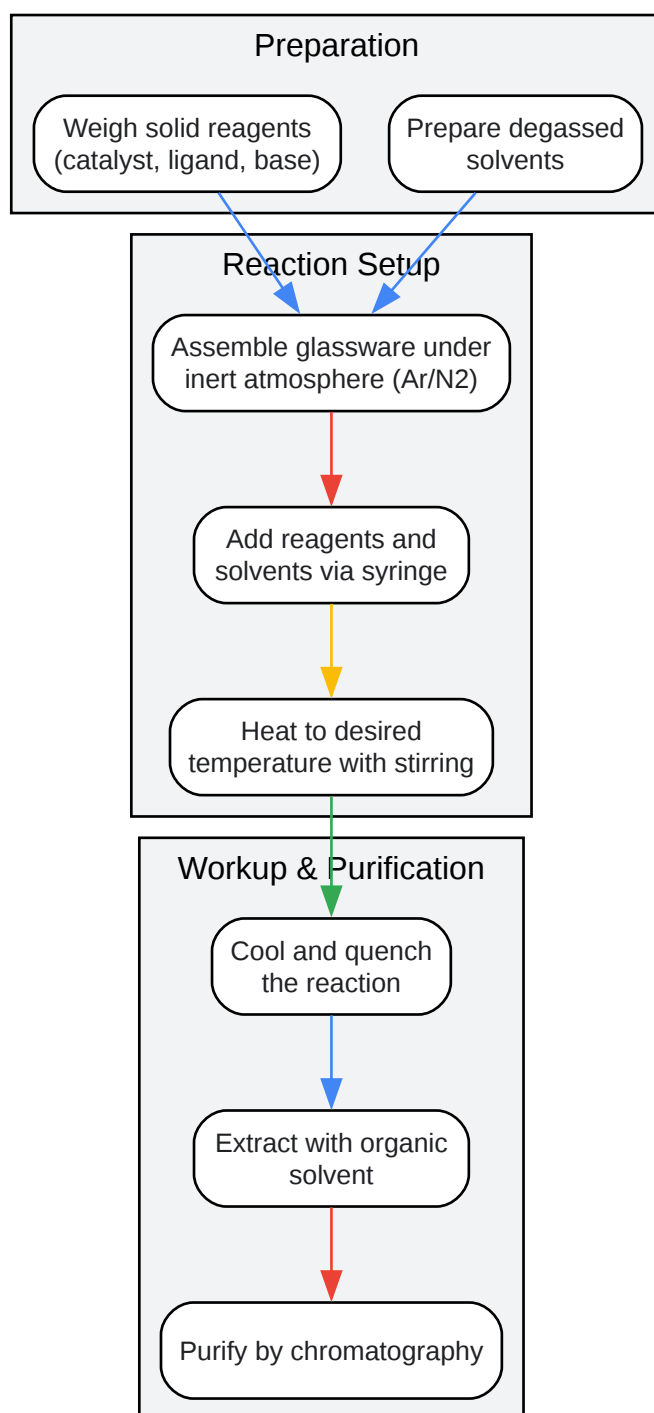 Preparation
Weigh solid reagents
(catalyst, ligand, base)
Prepare degassed
solvents
Reaction Setup
Assemble glassware under
inert atmosphere (Ar/N2)
Add reagents and
solvents via syringe
Heat to desired
temperature with stirring
Workup & Purification
Cool and quench
the reaction
Extract with organic
solvent
Purify by chromatography